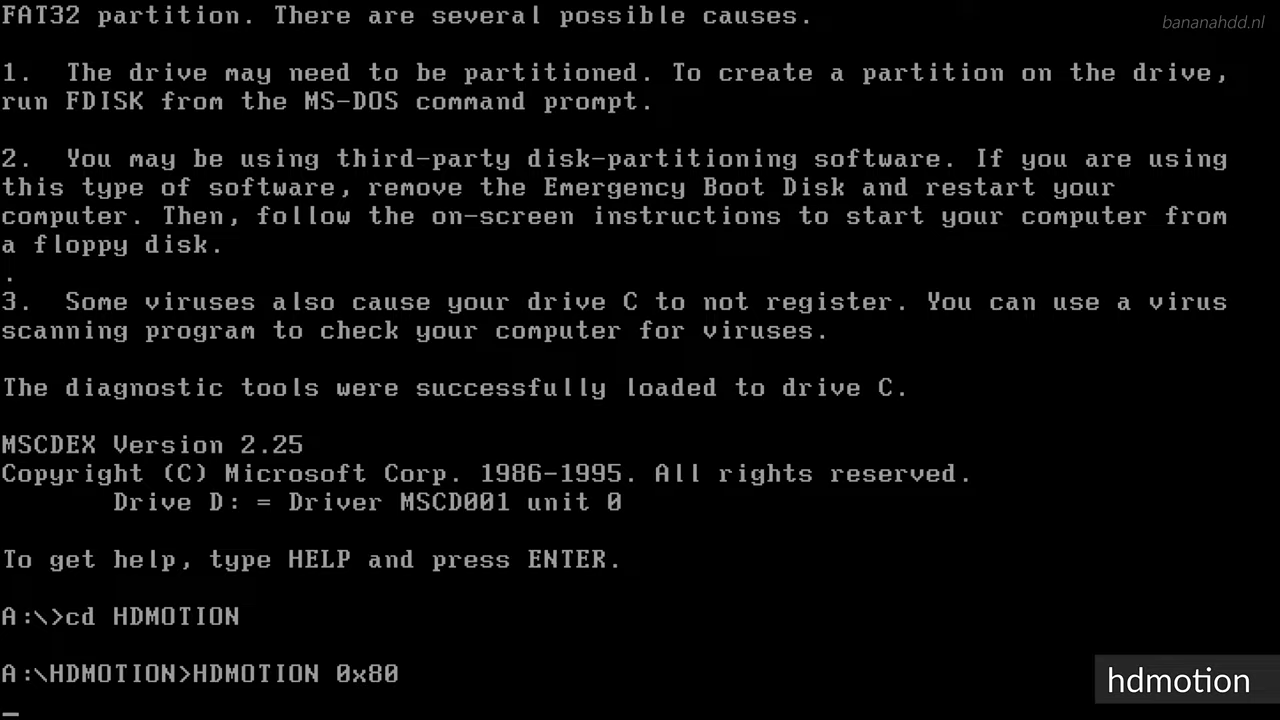 FAT32 partition. There are several possible causes.
bananahdd.nl
1.  The drive may need to be partitioned. To create a partition on the drive,
run FDISK from the MS-DOS command prompt.
2.  You may be using third-party disk-partitioning software. If you are using
this type of software, remove the Emergency Boot Disk and restart your
computer. Then, follow the on-screen instructions to start your computer from
a floppy disk.
.
3.  Some viruses also cause your drive C to not register. You can use a virus
scanning program to check your computer for viruses.
The diagnostic tools were successfully loaded to drive C.
MSCDEX Version 2.25
Copyright (C) Microsoft Corp. 1986-1995. All rights reserved.
       Drive D: = Driver MSCD001 unit 0
To get help, type HELP and press ENTER.
A:\>cd HDMOTION
A:\HDMOTION>HDMOTION 0x80
hdmotion
_